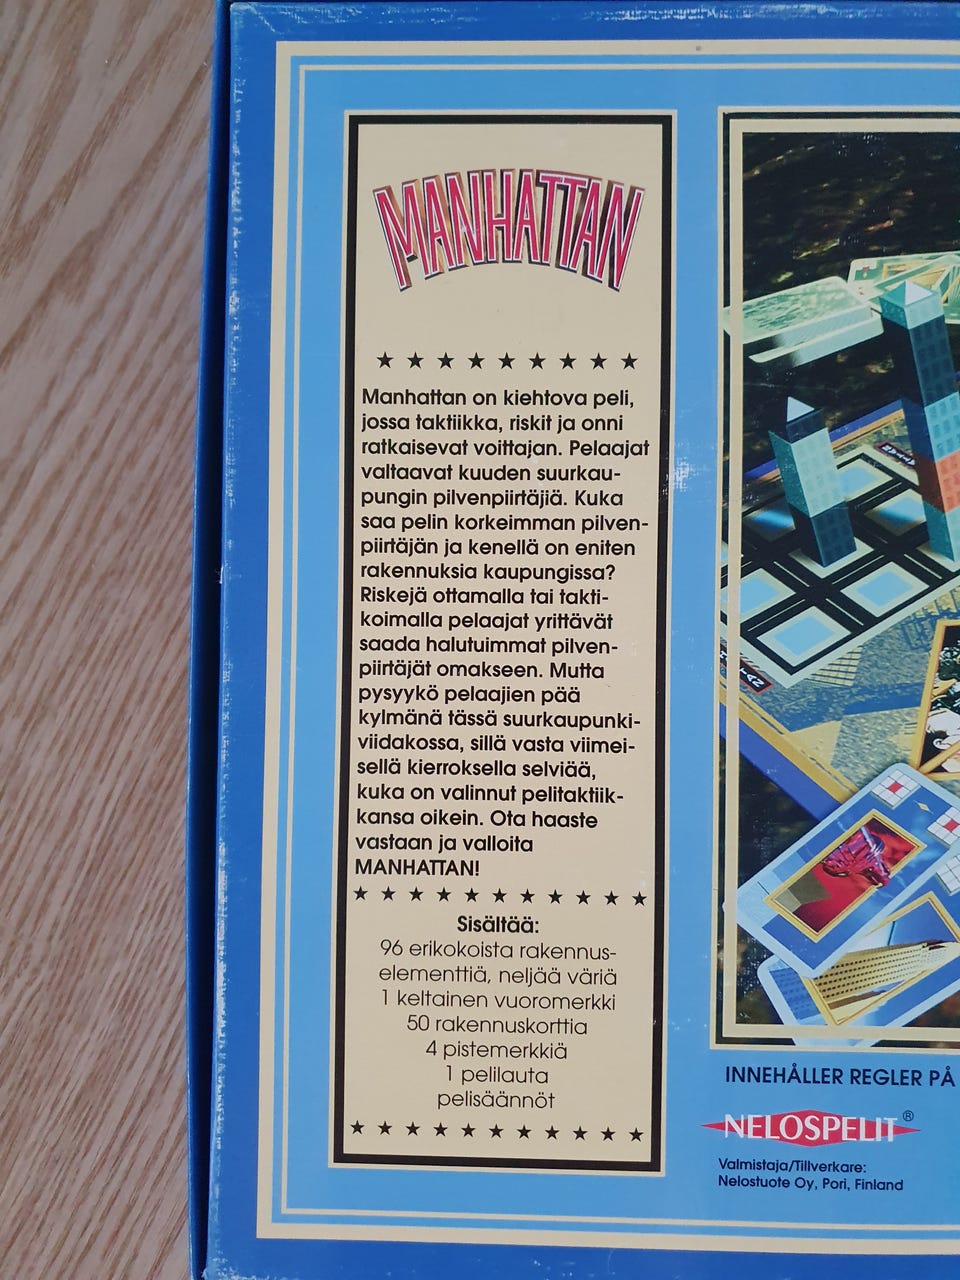 MANHATTAN
Manhattan on kiehtova peli,
jossa taktiikka, riskit ja onni
ratkaisevat voittajan. Pelaajat
valtaavat kuuden suurkau-
pungin pilvenpiirtäjiä. Kuka
saa pelin korkeimman pilven-
piirtäjän ja kenellä on eniten
rakennuksia kaupungissa?
Riskejä ottamalla tai takti-
koimalla pelaajat yrittävät
saada halutuimmat pilven-
piirtäjät omakseen. Mutta
pysyykö pelaajien pää
kylmänä tässä suurkaupunki-
viidakossa, sillä vasta viimei-
sellä kierroksella selviää,
kuka on valinnut pelitaktiik-
kansa oikein. Ota haaste
vastaan ja valloita
MANHATTAN!
Sisältää:
96 erikokoista rakennus-
elementtiä, neljää väriä
1 keltainen vuoromerkki
50 rakennuskorttia
4 pistemerkkiä
1 pelilauta
pelisäännöt
INNEHÅLLER REGLER PÅ
NELOSPELIT®
Valmistaja/Tillverkare:
Nelostuote Oy, Pori, Finland